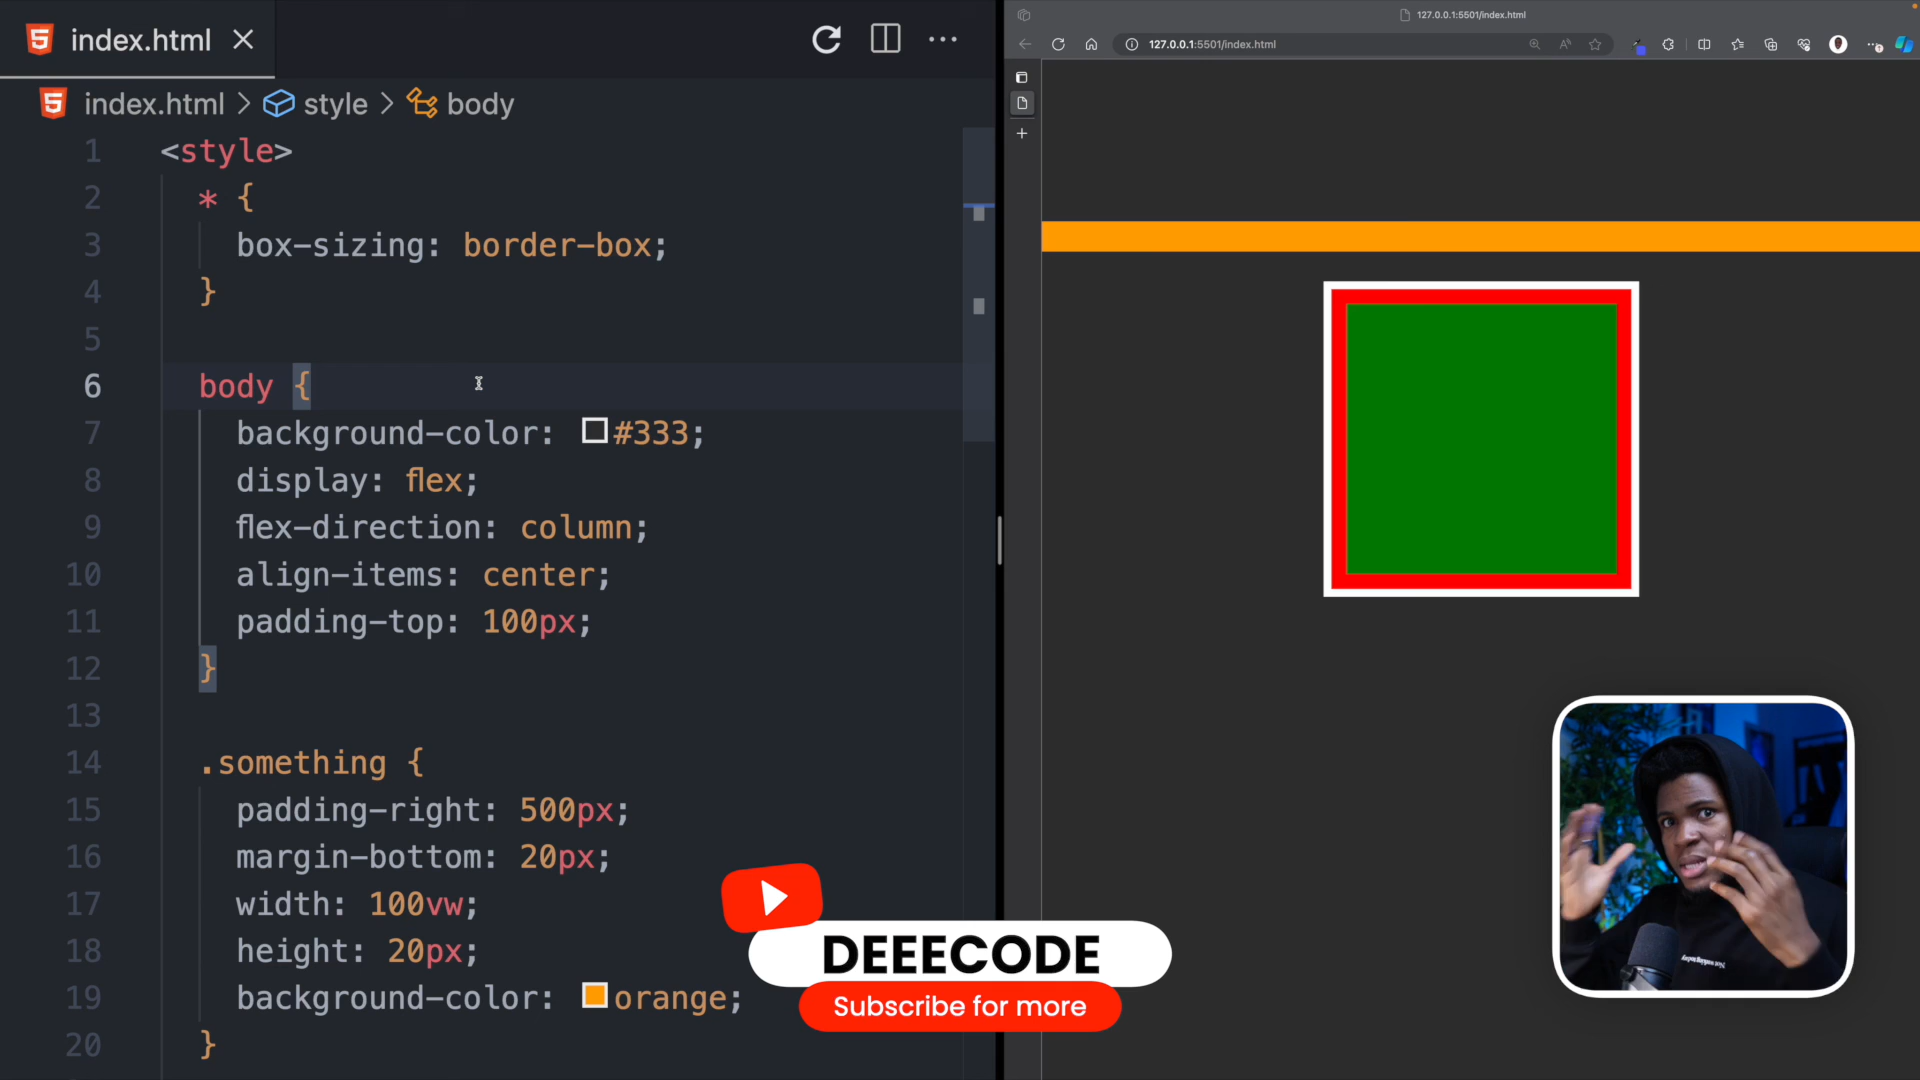 index.html
index.html > style > body
1 <style>
2 * {
3 box-sizing: border-box;
4 }
5
6 body {
7 background-color: #333;
8 display: flex;
9 flex-direction: column;
10 align-items: center;
11 padding-top: 100px;
12 }
13
14 .something {
15 padding-right: 500px;
16 margin-bottom: 20px;
17 width: 100vw;
18 height: 20px;
19 background-color: orange;
20 }
127.0.0.1:5501/index.html
127.0.0.1:5501/index.html
DEEECODE
Subscribe for more